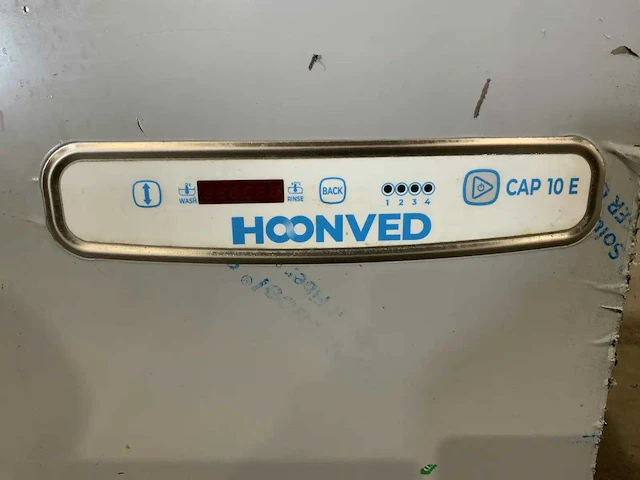 WASH
RINSE
BACK
1 2 3 4
CAP 10 E
HOONVED